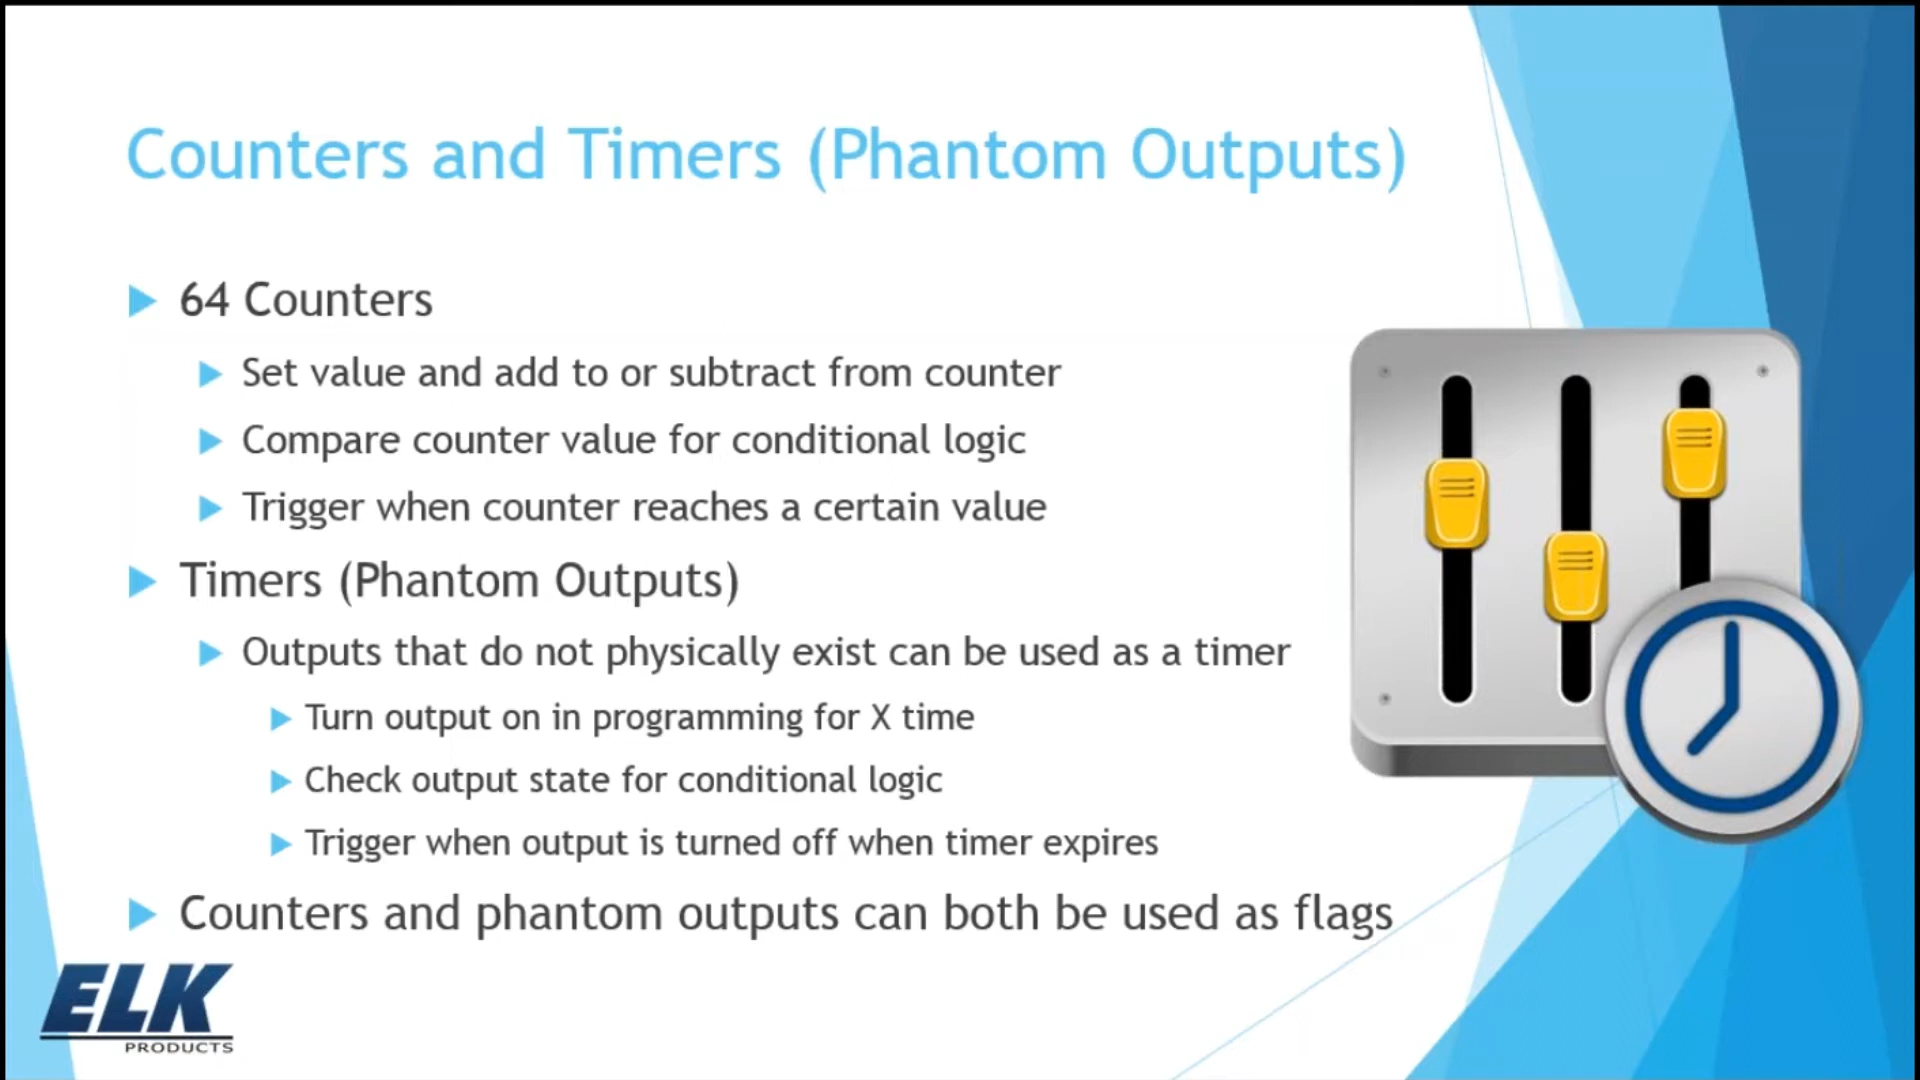 Counters and Timers (Phantom Outputs)
64 Counters
Set value and add to or subtract from counter
Compare counter value for conditional logic
Trigger when counter reaches a certain value
Timers (Phantom Outputs)
Outputs that do not physically exist can be used as a timer
Turn output on in programming for X time
Check output state for conditional logic
Trigger when output is turned off when timer expires
Counters and phantom outputs can both be used as flags
ELK
PRODUCTS